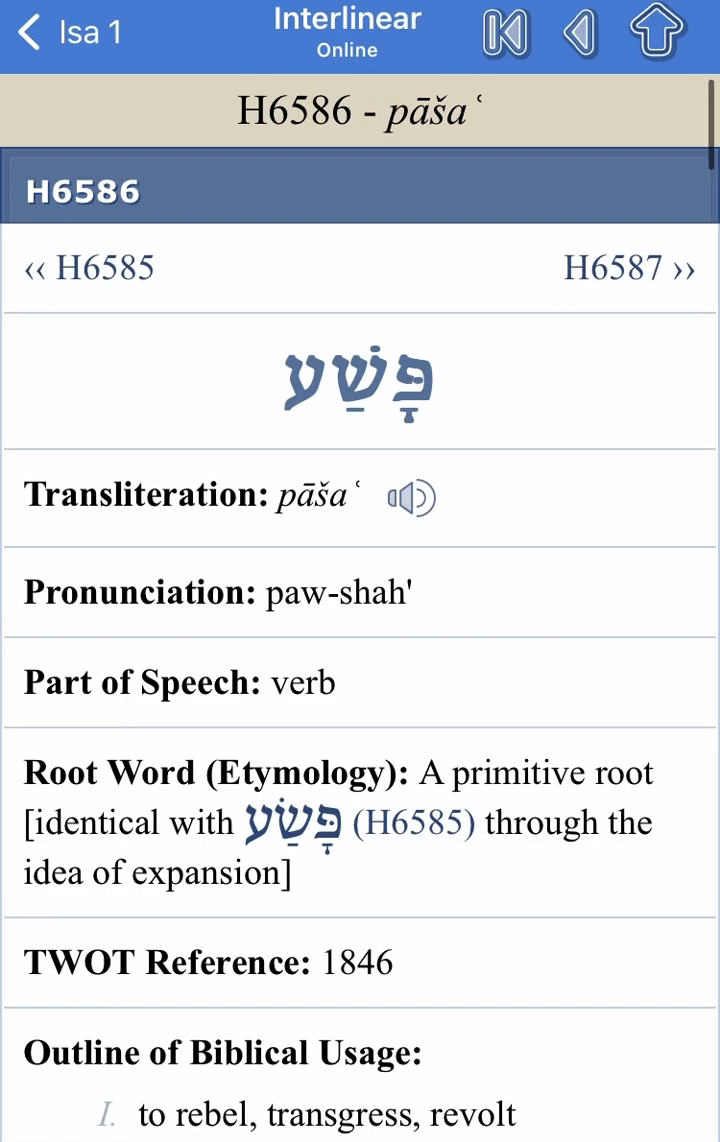 Isa 1
Interlinear
Online
H6586 - pāšaʿ
H6586
‹‹ H6585
H6587 ››
פָּשַׁע
Transliteration: pāšaʿ
Pronunciation: paw-shah'
Part of Speech: verb
Root Word (Etymology): A primitive root
[identical with פָּשַׂע (H6585) through the
idea of expansion]
TWOT Reference: 1846
Outline of Biblical Usage:
I. to rebel, transgress, revolt